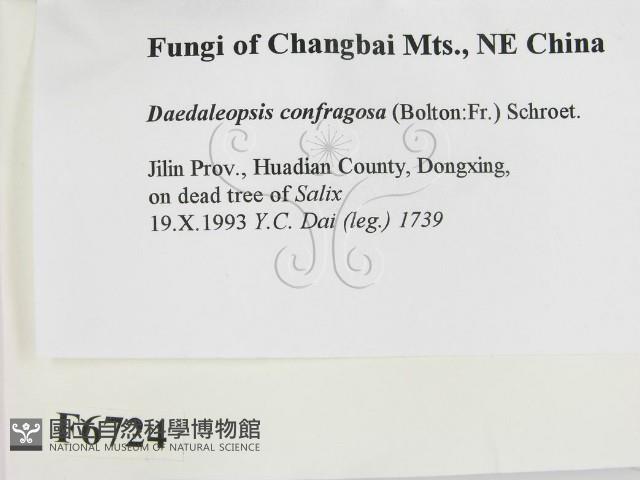 Fungi of Changbai Mts., NE China
Daedaleopsis confragosa (Bolton:Fr.) Schroet.
Jilin Prov., Huadian County, Dongxing,
on dead tree of Salix
19.X.1993 Y.C. Dai (leg.) 1739
F6724
國立自然科學博物館
NATIONAL MUSEUM OF NATURAL SCIENCE